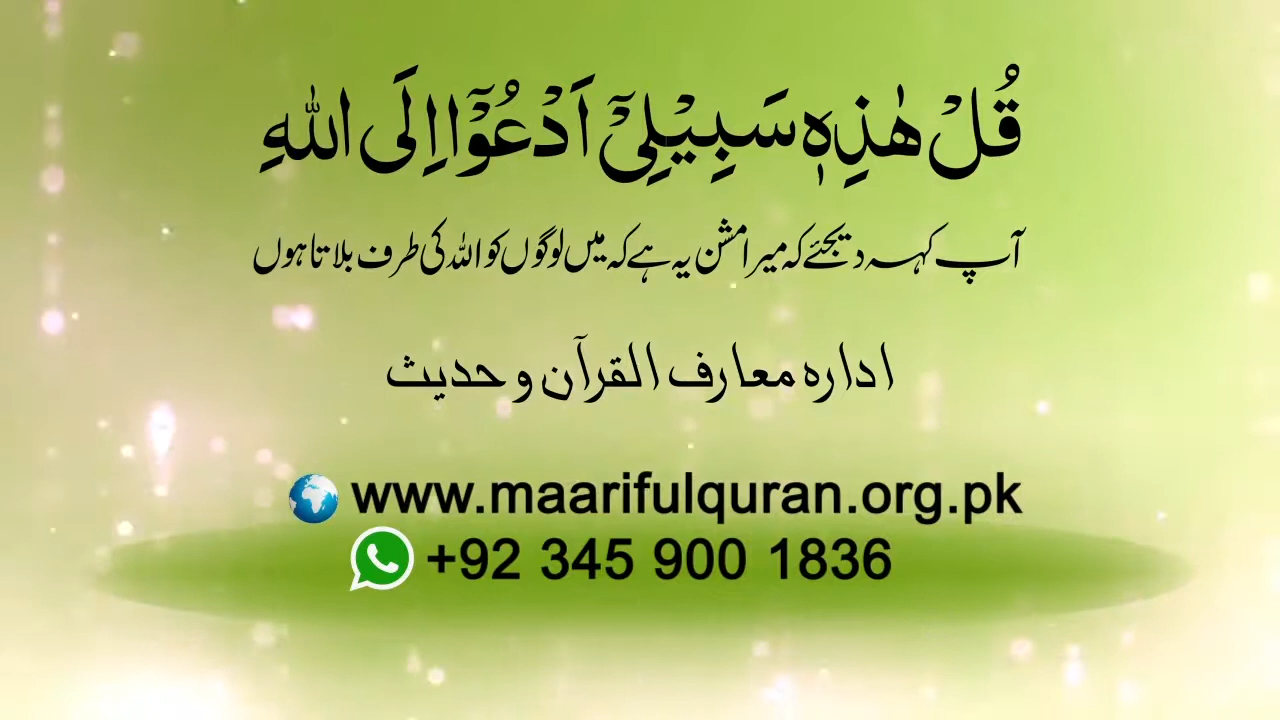 قُلْ هٰذِهٖ سَبِيْلِیْۤ اَدْعُوْۤا اِلَی اللهِ
آپ کہہ دیجئے کہ میرا مشن یہ ہے کہ میں لوگوں کو اللہ کی طرف بلاتا ہوں
ادارہ معارف القرآن و حدیث
www.maarifulquran.org.pk
+92 345 900 1836